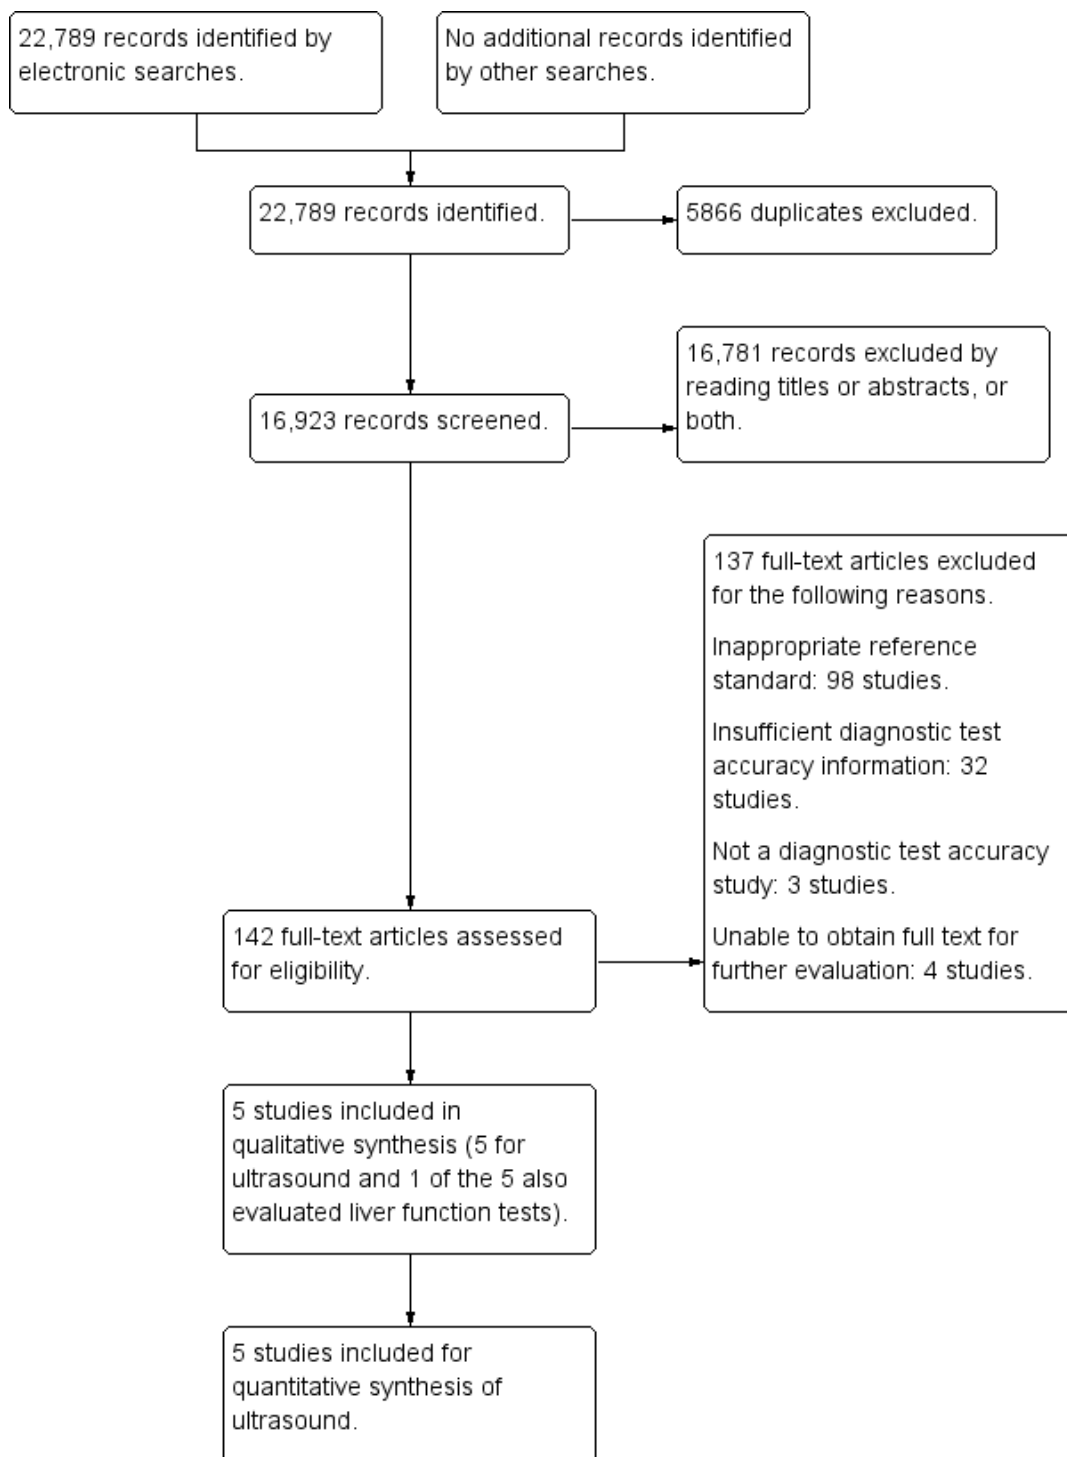 22,789 records identified by
electronic searches.
No additional records identified
by other searches.
22,789 records identified.
5866 duplicates excluded.
16,781 records excluded by
reading titles or abstracts, or
both.
16,923 records screened.
137 full-text articles excluded
for the following reasons.
Inappropriate reference
standard: 98 studies.
Insufficient diagnostic test
accuracy information: 32
studies.
Not a diagnostic test accuracy
study: 3 studies.
Unable to obtain full text for
further evaluation: 4 studies.
142 full-text articles assessed
for eligibility.
5 studies included in
qualitative synthesis (5 for
ultrasound and 1 of the 5 also
evaluated liver function tests).
5 studies included for
quantitative synthesis of
ultrasound.